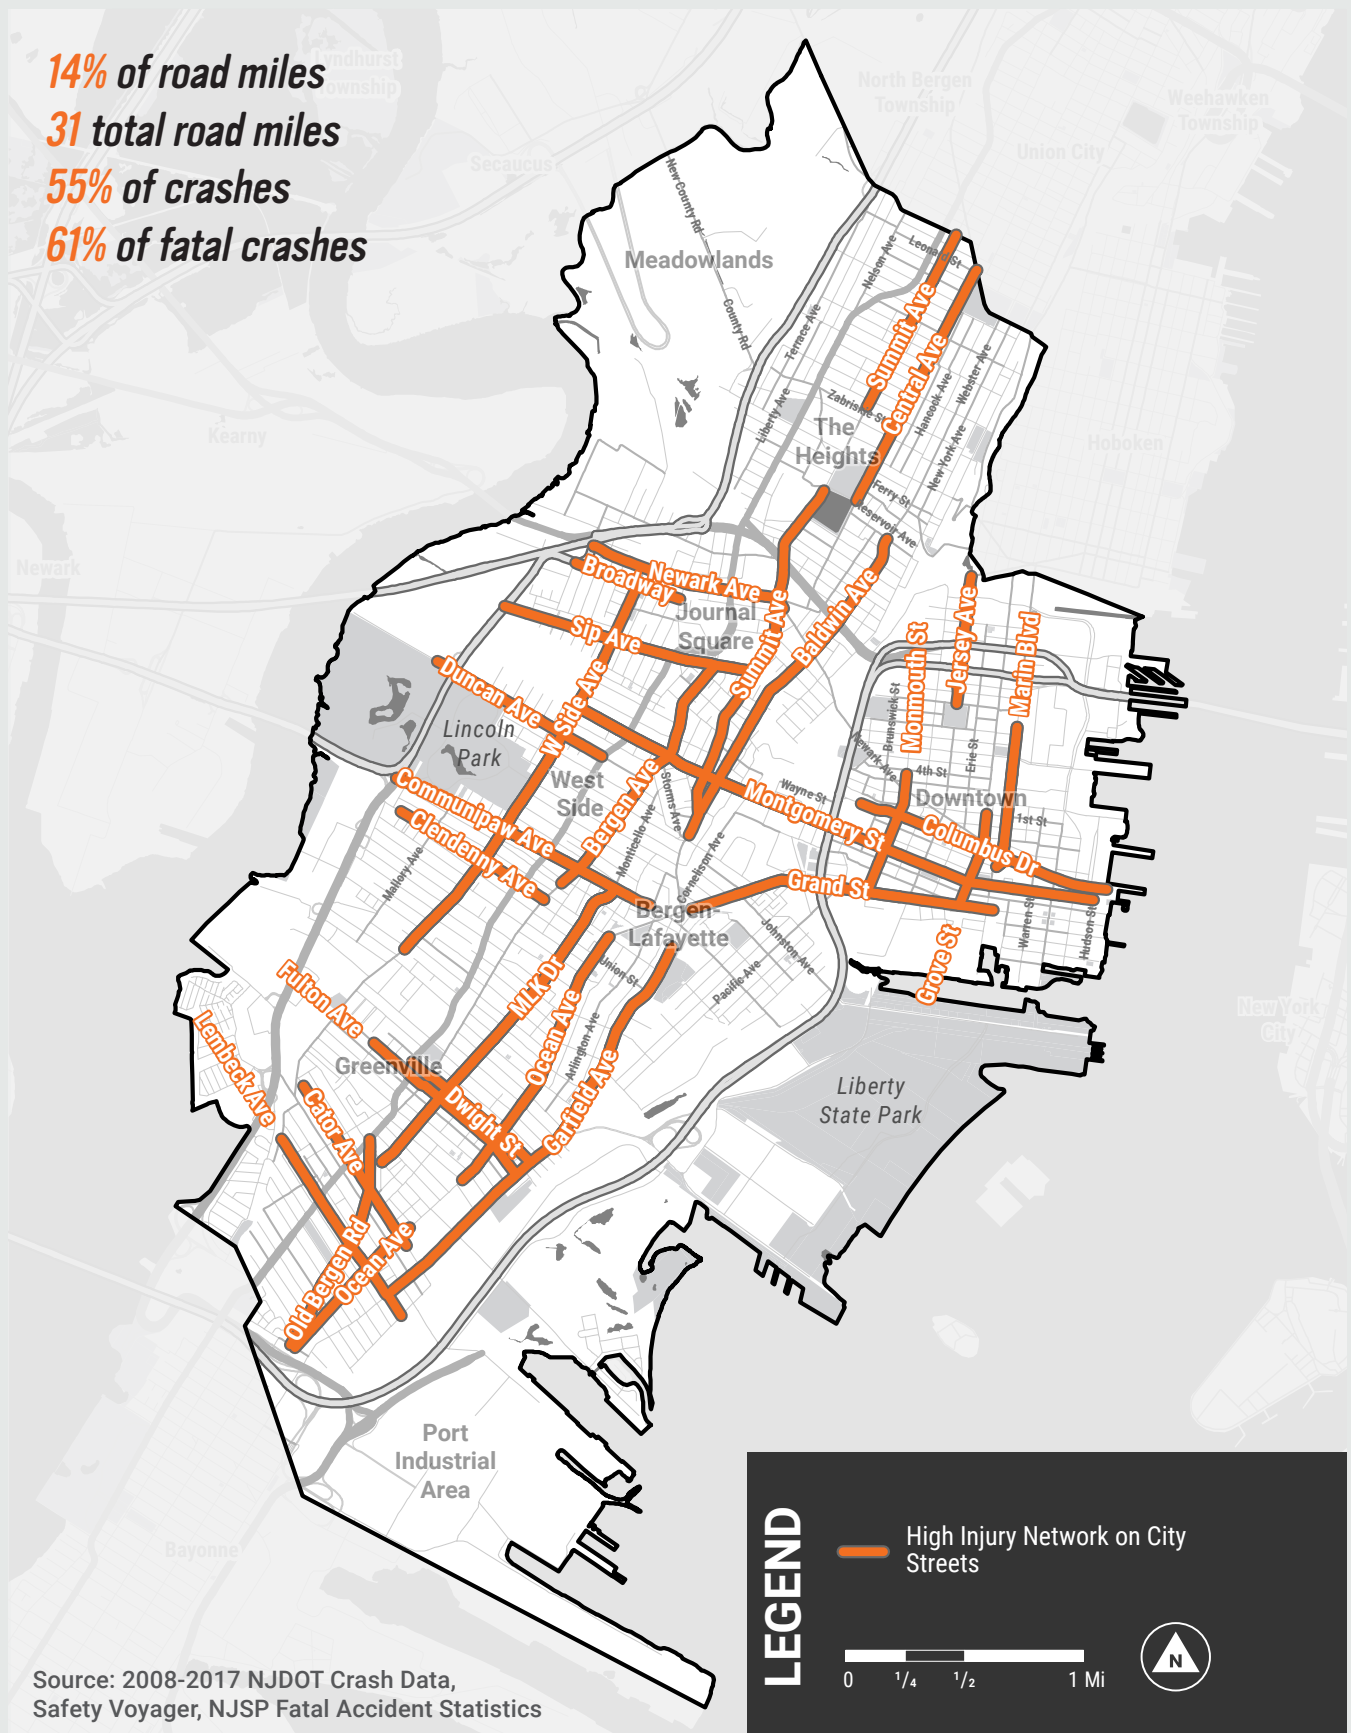 14% of road miles
31 total road miles
55% of crashes
61% of fatal crashes
Lyndhurst
Township
North Bergen
Township
Weehawken
Township
Union City
Secaucus
New County Rd
County Rd
Meadowlands
Nelson Ave
Leonard St
Terrace Ave
Summit Ave
Central Ave
Liberty Ave
Zabriskie St
Hancock Ave
Webster Ave
New York Ave
The
Heights
Kearny
Hoboken
Ferry St
Reservoir Ave
Newark
Broadway
Newark Ave
Journal
Square
Sip Ave
Summit Ave
Baldwin Ave
Jersey Ave
Marin Blvd
Monmouth St
Brunswick St
Duncan Ave
W Side Ave
Lincoln
Park
Newark Ave
Erie St
4th St
West
Side
Bergen Ave
Storms Ave
Wayne St
Downtown
1st St
Communipaw Ave
Montgomery St
Columbus Dr
Clendenny Ave
Monticello Ave
Cornelison Ave
Mallory Ave
Grand St
Bergen-
Lafayette
Warren St
Hudson St
Johnston Ave
Grove St
Union St
Pacific Ave
Fulton Ave
MLK Dr
Ocean Ave
Arlington Ave
New York
City
Lembeck Ave
Greenville
Garfield Ave
Cator Ave
Dwight St
Liberty
State Park
Old Bergen Rd
Ocean Ave
Port
Industrial
Area
Bayonne
LEGEND
High Injury Network on City
Streets
0 1/4 1/2 1 Mi
N
Source: 2008-2017 NJDOT Crash Data,
Safety Voyager, NJSP Fatal Accident Statistics